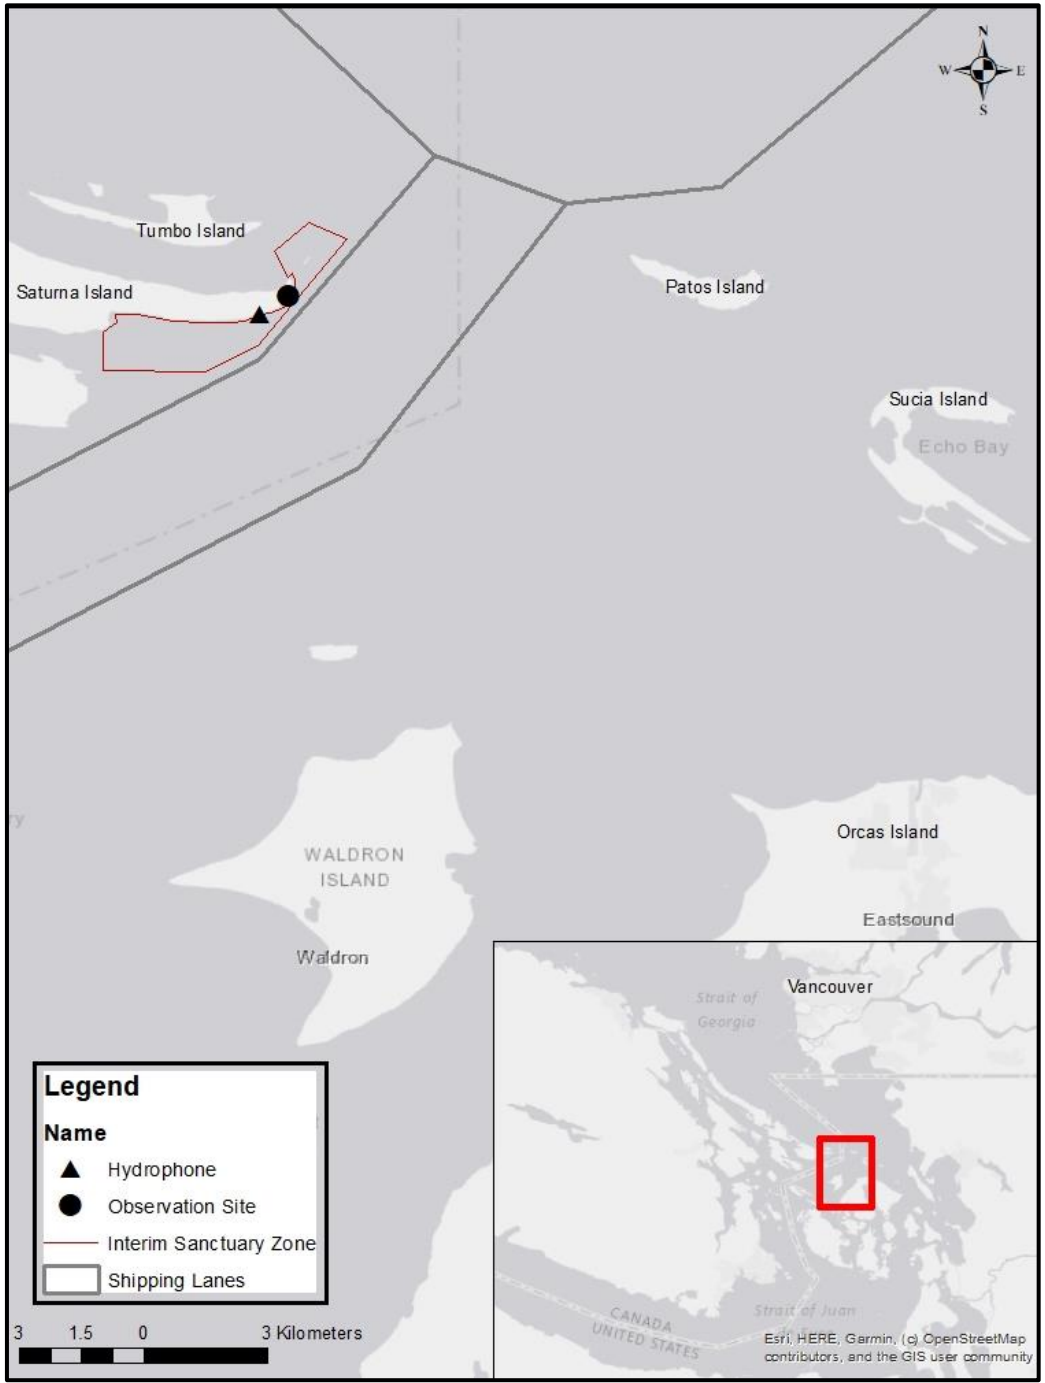 N
W E
S
Tumbo Island
Saturna Island
Patos Island
Sucia Island
Echo Bay
ry
WALDRON
ISLAND
Orcas Island
Eastsound
Waldron
Vancouver
Strait of
Georgia
Legend
Name
Hydrophone
Observation Site
Interim Sanctuary Zone
Shipping Lanes
3 1.5 0 3 Kilometers
CANADA
UNITED STATES
Strait of Juan
Esri, HERE, Garmin, (c) OpenStreetMap
contributors, and the GIS user community